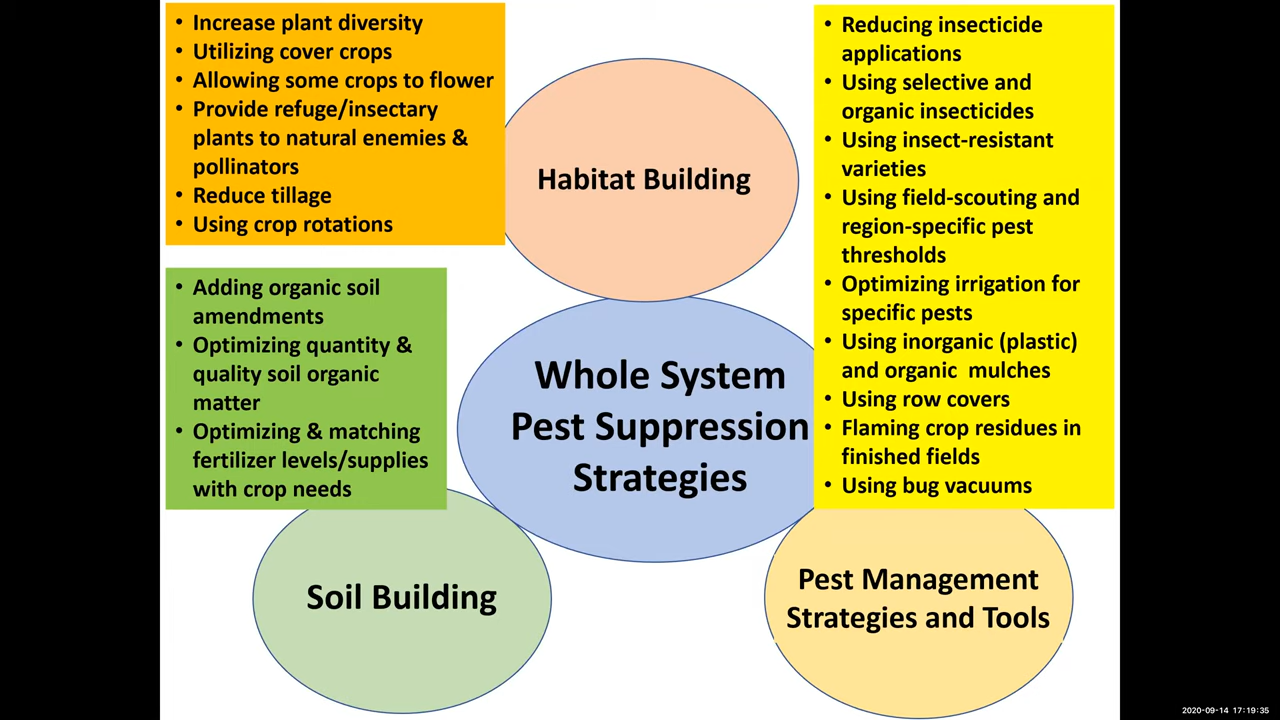 • Increase plant diversity
• Utilizing cover crops
• Allowing some crops to flower
• Provide refuge/insectary
plants to natural enemies &
pollinators
• Reduce tillage
• Using crop rotations
Habitat Building
• Reducing insecticide
applications
• Using selective and
organic insecticides
• Using insect-resistant
varieties
• Using field-scouting and
region-specific pest
thresholds
• Optimizing irrigation for
specific pests
• Using inorganic (plastic)
and organic mulches
• Using row covers
• Flaming crop residues in
finished fields
• Using bug vacuums
• Adding organic soil
amendments
• Optimizing quantity &
quality soil organic
matter
• Optimizing & matching
fertilizer levels/supplies
with crop needs
Whole System
Pest Suppression
Strategies
Soil Building
Pest Management
Strategies and Tools
2020-09-14 17:19:35